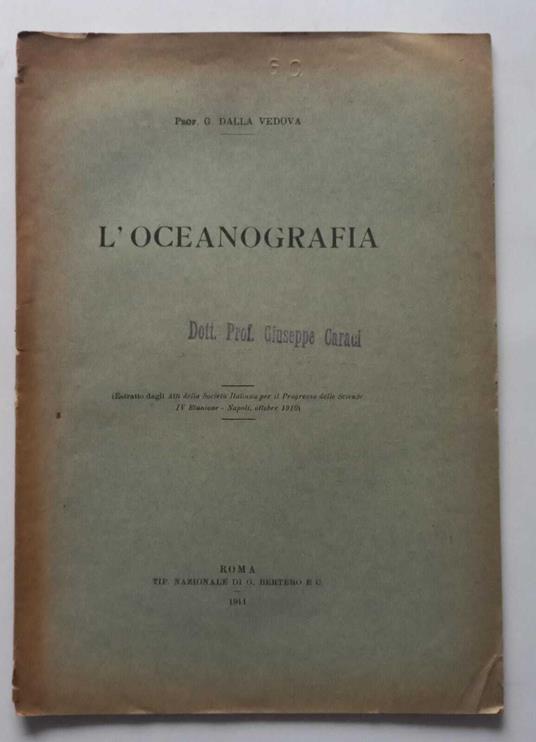 PROF. G. DALLA VEDOVA
L'OCEANOGRAFIA
Dott. Prof. Giuseppe Caraci
(Estratto dagli Atti della Società Italiana per il Progresso delle Scienze
IV Riunione - Napoli, ottobre 1910)
ROMA
TIP. NAZIONALE DI G. BERTERO E C.
1911